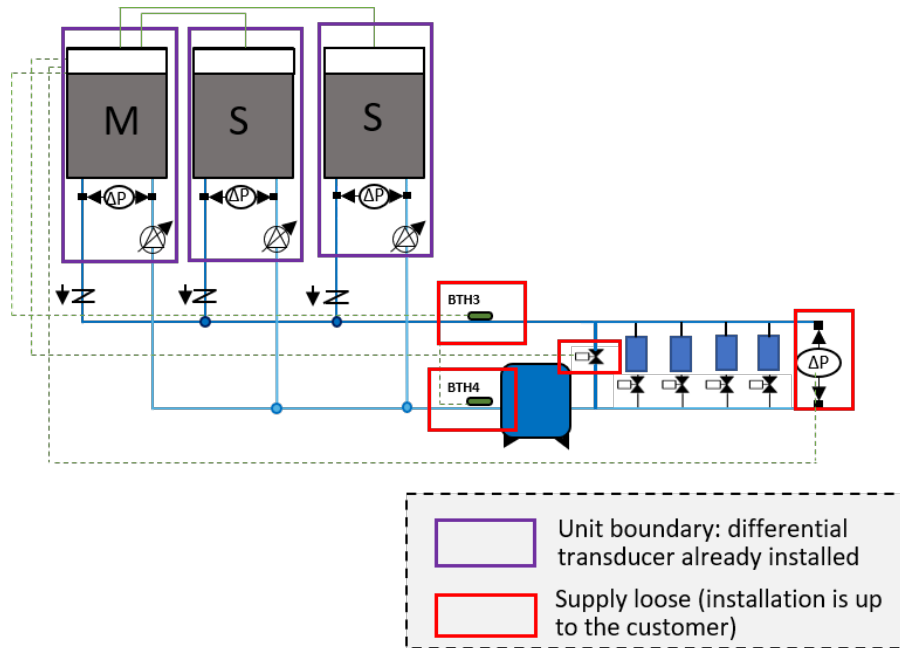 M
S
S
ΔP
ΔP
ΔP
BTH3
ΔP
BTH4
Unit boundary: differential
transducer already installed
Supply loose (installation is up
to the customer)